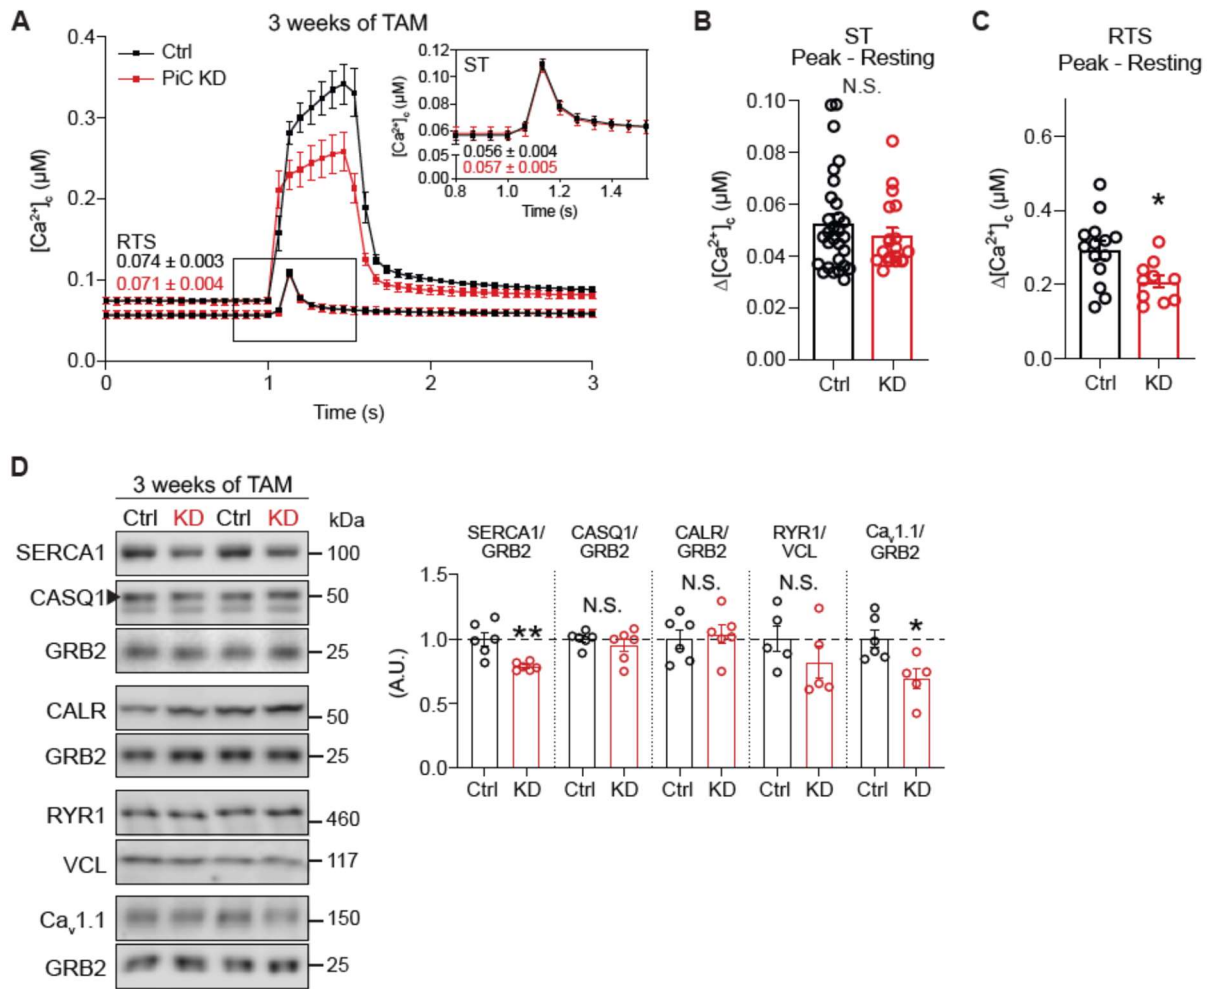 A
3 weeks of TAM
Ctrl
PiC KD
[Ca²⁺]c (µM)
0.4
0.3
0.2
0.1
0.0
0
1
2
3
Time (s)
RTS
0.074 ± 0.003
0.071 ± 0.004
ST
[Ca²⁺]c (µM)
0.12
0.10
0.08
0.06
0.05
0.00
0.056 ± 0.004
0.057 ± 0.005
0.8
1.0
1.2
1.4
Time (s)
B
ST
Peak - Resting
N.S.
Δ[Ca²⁺]c (µM)
0.10
0.08
0.06
0.04
0.02
0.00
Ctrl
KD
C
RTS
Peak - Resting
*
Δ[Ca²⁺]c (µM)
0.6
0.4
0.2
0.0
Ctrl
KD
D
3 weeks of TAM
Ctrl KD Ctrl KD kDa
SERCA1 100
CASQ1 50
GRB2 25
CALR 50
GRB2 25
RYR1 460
VCL 117
Cav1.1 150
GRB2 25
SERCA1/
GRB2
CASQ1/
GRB2
CALR/
GRB2
RYR1/
VCL
Cav1.1/
GRB2
(A.U.)
1.5
1.0
0.5
0.0
**
N.S.
N.S.
N.S.
*
Ctrl KD Ctrl KD Ctrl KD Ctrl KD Ctrl KD